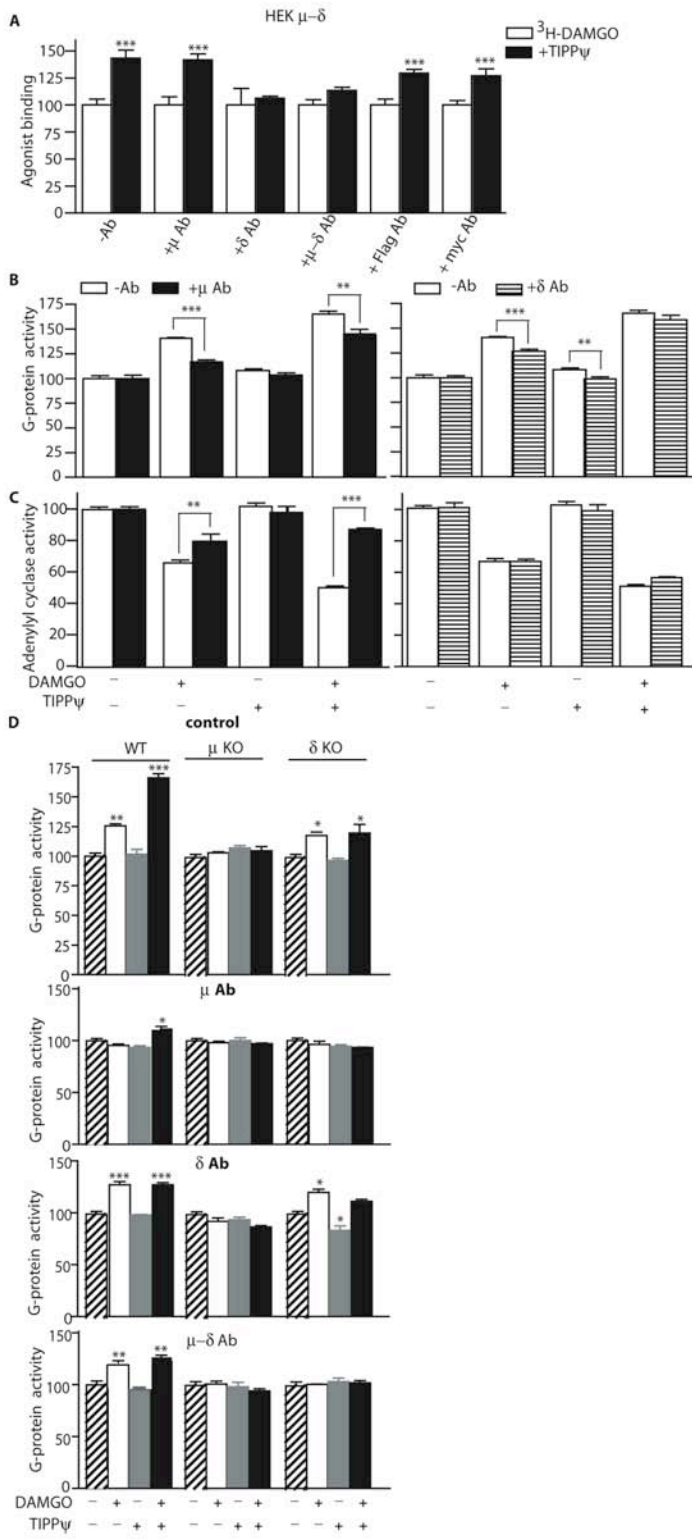 A
HEK μ–δ
³H-DAMGO
+TIPPψ
Agonist binding
150
125
100
75
50
25
0
*** *** *** ***
-Ab +μ Ab +δ Ab +μ–δ Ab + Flag Ab + myc Ab
B
-Ab +μ Ab -Ab +δ Ab
G-protein activity
175
150
125
100
75
50
25
0
*** ** *** **
C
Adenylyl cyclase activity
100
80
60
40
20
0
** ***
DAMGO – + – + – + – +
TIPPψ – – + + – – + +
D
control
WT μ KO δ KO
G-protein activity
175
150
125
100
75
50
25
0
** *** * *
μ Ab
G-protein activity
150
100
50
0
*
δ Ab
G-protein activity
150
100
50
0
*** *** * *
μ–δ Ab
G-protein activity
150
100
50
0
** **
DAMGO – + – + – + – + – + – +
TIPPψ – – + + – – + + – – + +